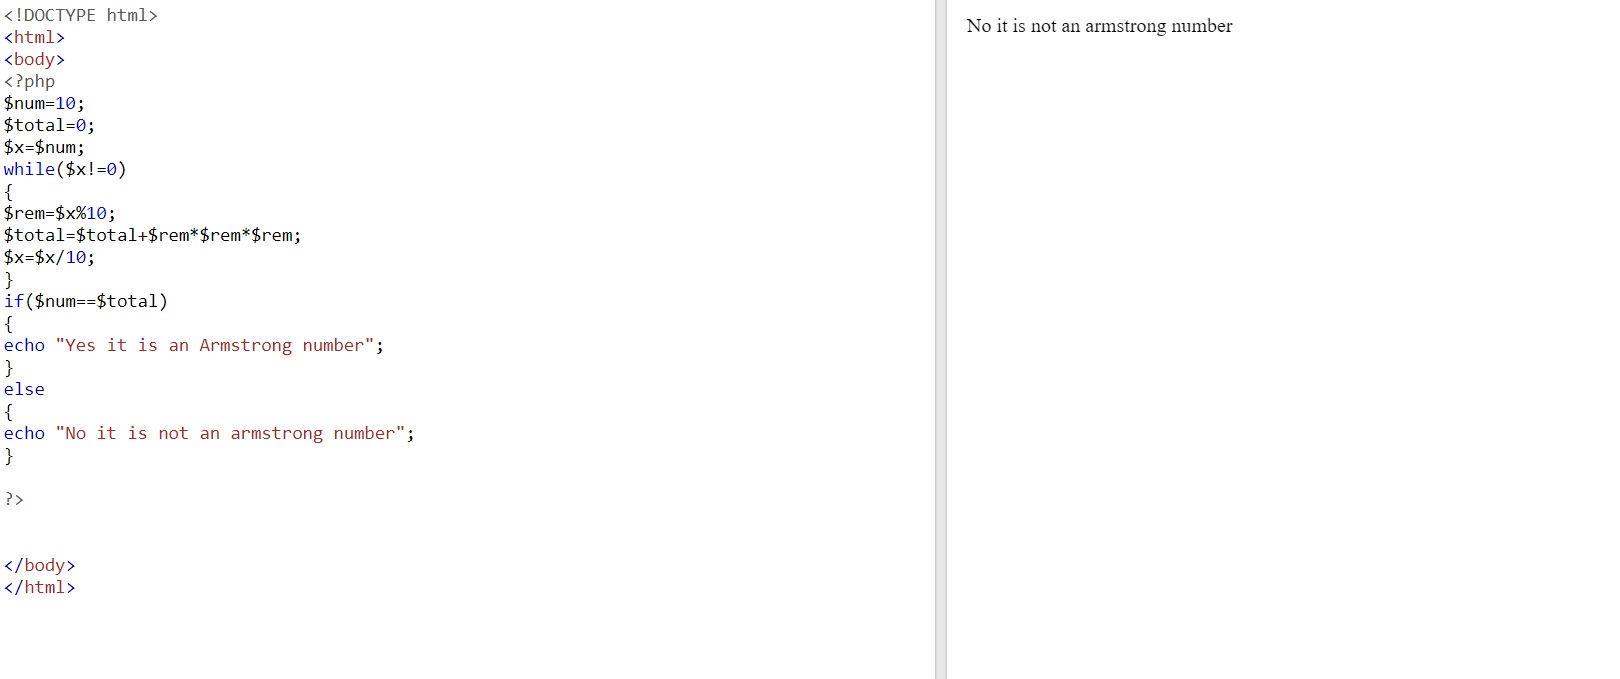 <!DOCTYPE html>
<html>
<body>
<?php
$num=10;
$total=0;
$x=$num;
while($x!=0)
{
$rem=$x%10;
$total=$total+$rem*$rem*$rem;
$x=$x/10;
}
if($num==$total)
{
echo "Yes it is an Armstrong number";
}
else
{
echo "No it is not an armstrong number";
}
?>
</body>
</html>
No it is not an armstrong number